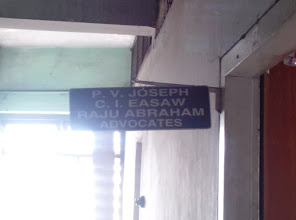 P. V. JOSEPH
C. I. EASAW
RAJU ABRAHAM
ADVOCATES